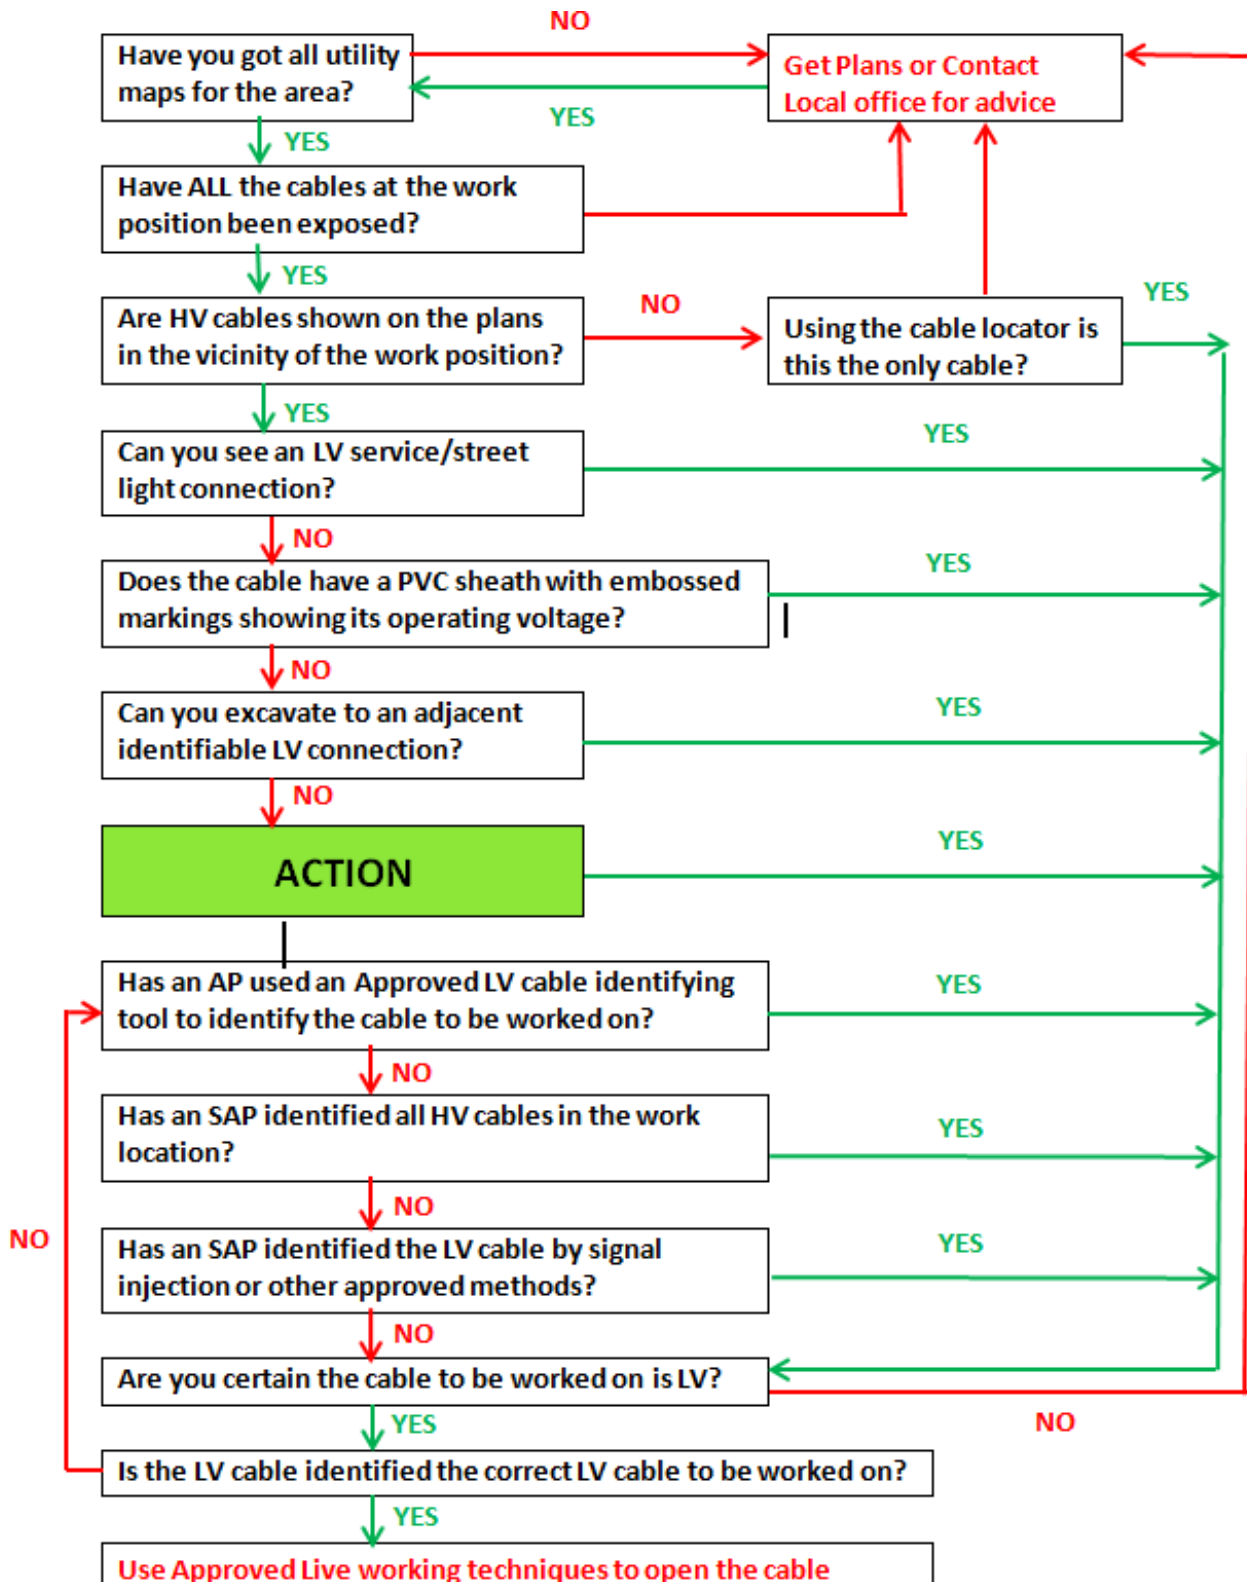 NO
Have you got all utility
maps for the area?
Get Plans or Contact
Local office for advice
YES
YES
Have ALL the cables at the work
position been exposed?
YES
Are HV cables shown on the plans
in the vicinity of the work position?
NO
Using the cable locator is
this the only cable?
YES
YES
Can you see an LV service/street
light connection?
YES
NO
Does the cable have a PVC sheath with embossed
markings showing its operating voltage?
YES
NO
Can you excavate to an adjacent
identifiable LV connection?
YES
NO
ACTION
YES
Has an AP used an Approved LV cable identifying
tool to identify the cable to be worked on?
YES
NO
Has an SAP identified all HV cables in the work
location?
YES
NO
NO
Has an SAP identified the LV cable by signal
injection or other approved methods?
YES
NO
Are you certain the cable to be worked on is LV?
NO
YES
Is the LV cable identified the correct LV cable to be worked on?
YES
Use Approved Live working techniques to open the cable